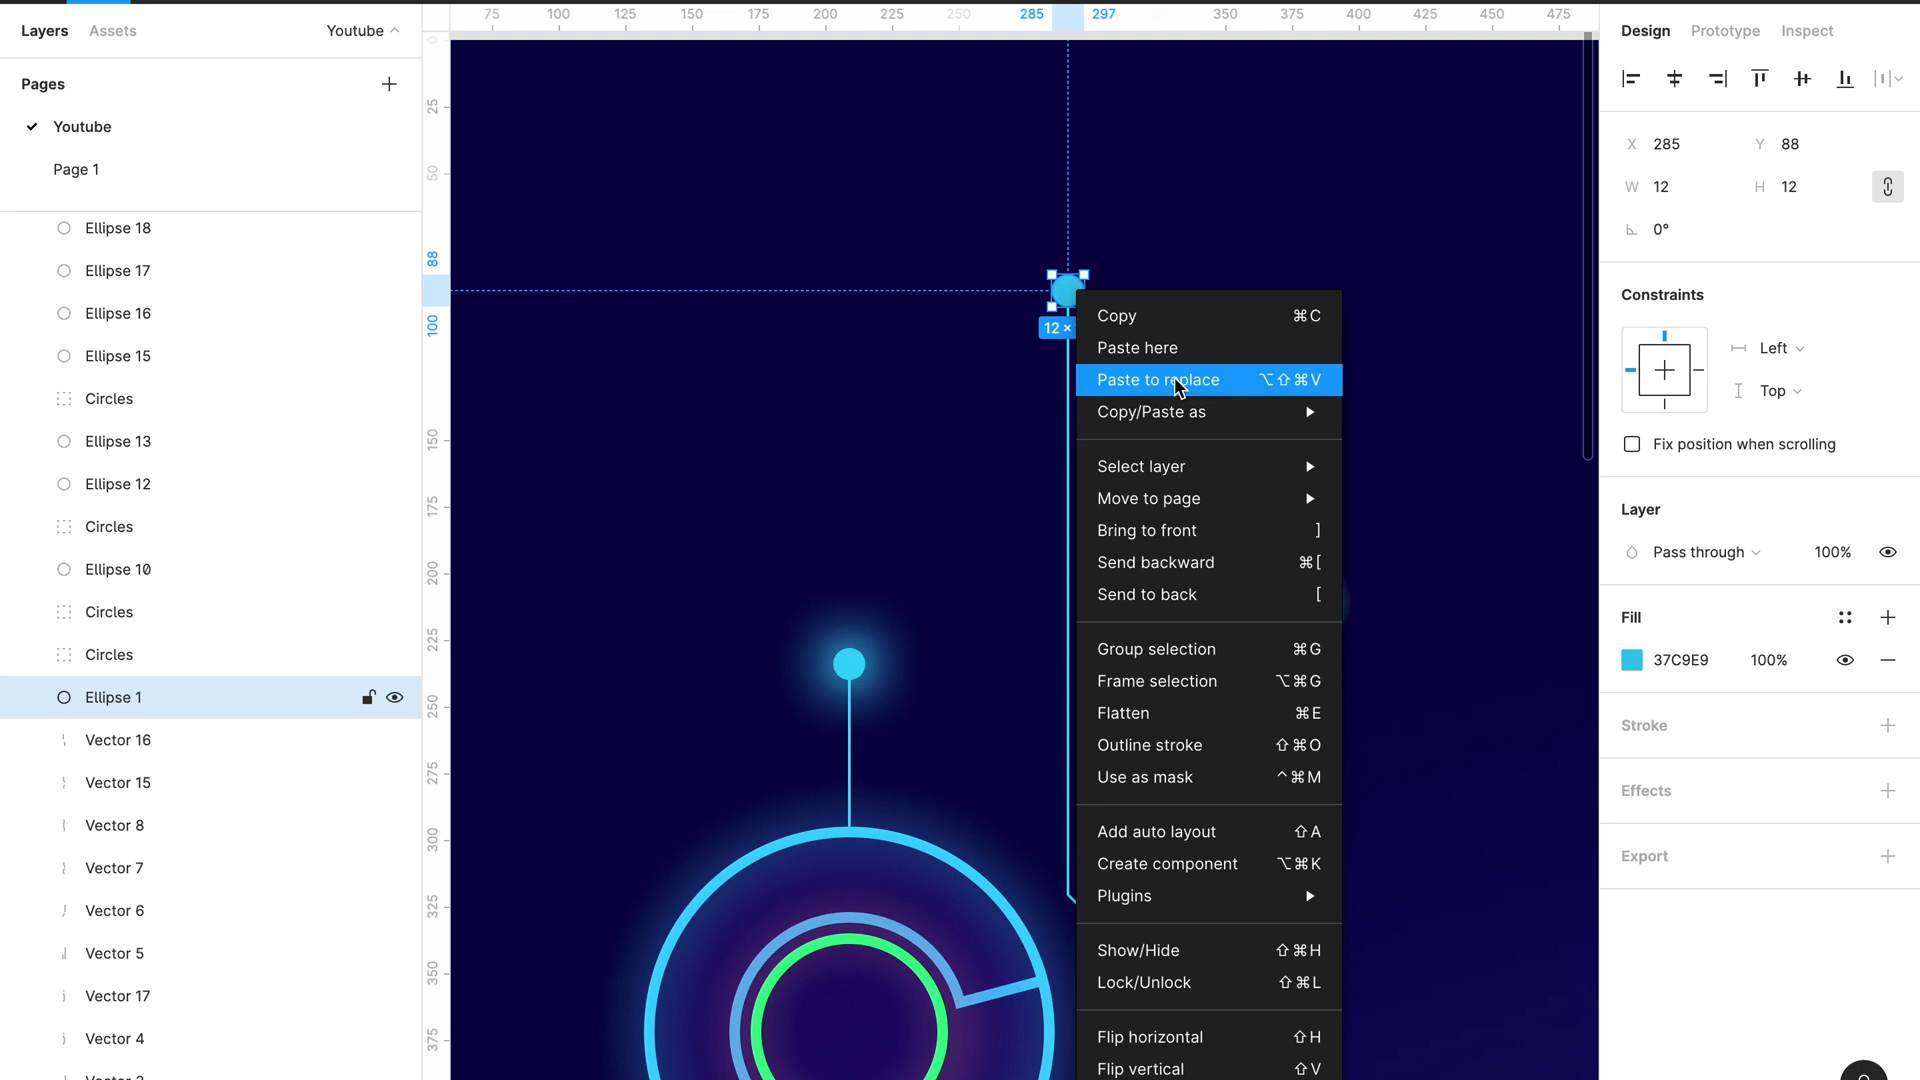 Layers Assets Youtube
Pages
Youtube
Page 1
Ellipse 18
Ellipse 17
Ellipse 16
Ellipse 15
Circles
Ellipse 13
Ellipse 12
Circles
Ellipse 10
Circles
Circles
Ellipse 1
Vector 16
Vector 15
Vector 8
Vector 7
Vector 6
Vector 5
Vector 17
Vector 4
75 100 125 150 175 200 225 250 285 297 350 375 400 425 450 475
0
25
50
88
100
150
175
200
225
250
275
300
325
350
375
12 ×
Copy ⌘C
Paste here
Paste to replace ⌥⇧⌘V
Copy/Paste as
Select layer
Move to page
Bring to front ]
Send backward ⌘[
Send to back [
Group selection ⌘G
Frame selection ⌥⌘G
Flatten ⌘E
Outline stroke ⇧⌘O
Use as mask ^⌘M
Add auto layout ⇧A
Create component ⌥⌘K
Plugins
Show/Hide ⇧⌘H
Lock/Unlock ⇧⌘L
Flip horizontal ⇧H
Flip vertical ⇧V
Design Prototype Inspect
X 285 Y 88
W 12 H 12
0°
Constraints
Left
Top
Fix position when scrolling
Layer
Pass through 100%
Fill
37C9E9 100%
Stroke
Effects
Export